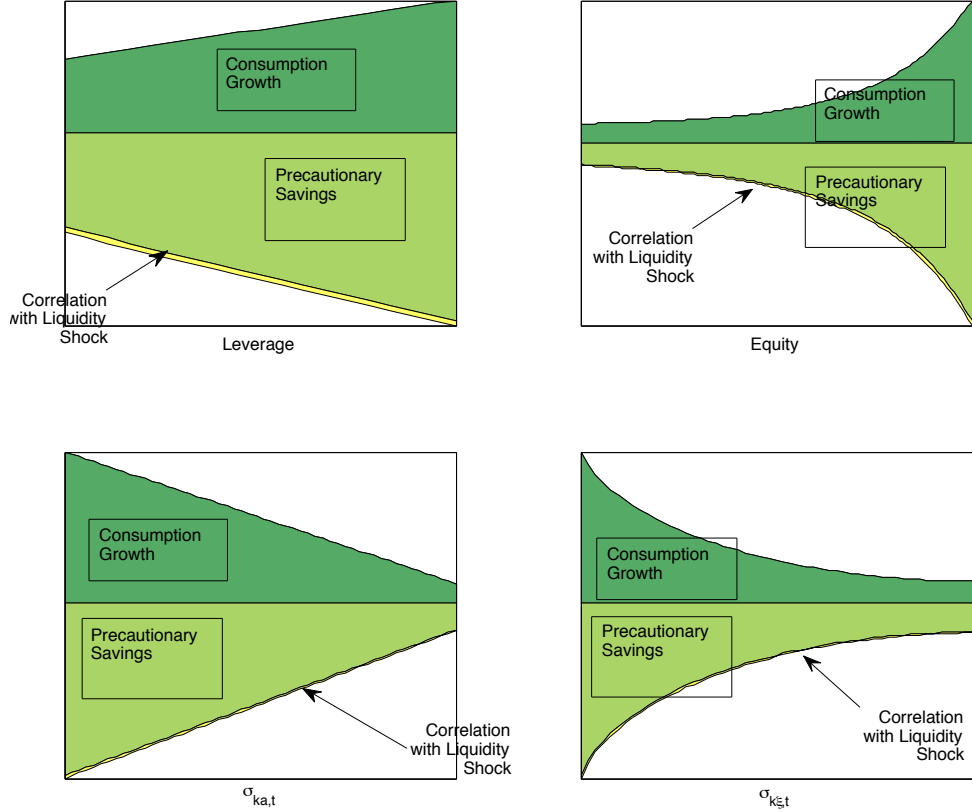 Consumption
Growth
Precautionary
Savings
Correlation
with Liquidity
Shock
Leverage
Consumption
Growth
Precautionary
Savings
Correlation
with Liquidity
Shock
Equity
Consumption
Growth
Precautionary
Savings
Correlation
with Liquidity
Shock
σka,t
Consumption
Growth
Precautionary
Savings
Correlation
with Liquidity
Shock
σkξ,t